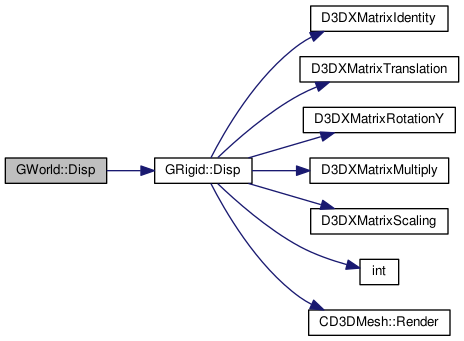 D3DXMatrixIdentity
D3DXMatrixTranslation
D3DXMatrixRotationY
GWorld::Disp
GRigid::Disp
D3DXMatrixMultiply
D3DXMatrixScaling
int
CD3DMesh::Render